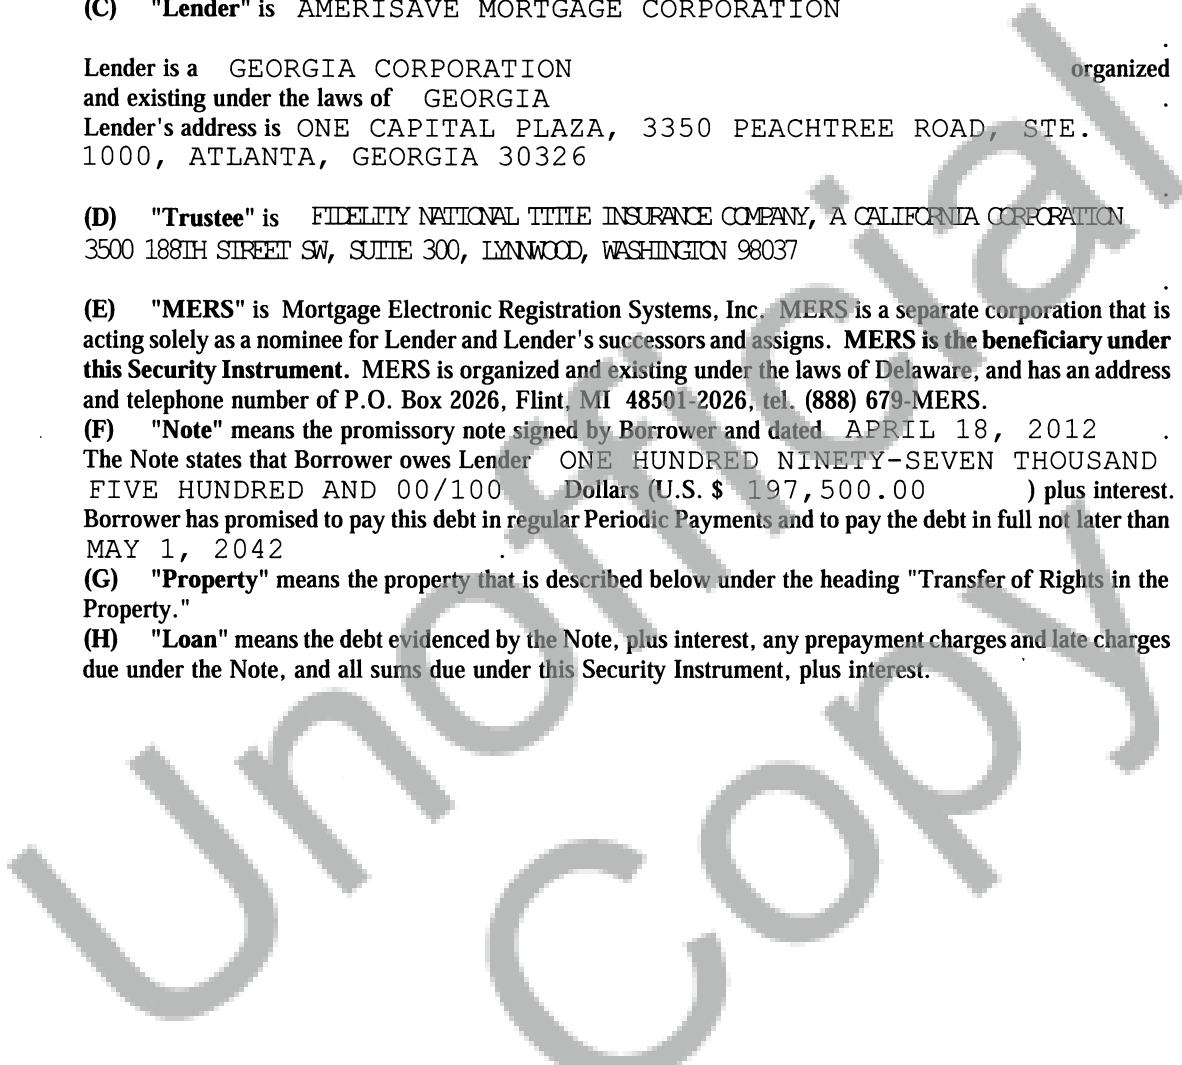 (C) "Lender" is AMERISAVE MORTGAGE CORPORATION
.
Lender is a GEORGIA CORPORATION organized
and existing under the laws of GEORGIA .
Lender's address is ONE CAPITAL PLAZA, 3350 PEACHTREE ROAD, STE.
1000, ATLANTA, GEORGIA 30326
.
(D) "Trustee" is FIDELITY NATIONAL TITLE INSURANCE COMPANY, A CALIFORNIA CORPORATION
3500 188TH STREET SW, SUITE 300, LYNNWOOD, WASHINGTON 98037
.
(E) "MERS" is Mortgage Electronic Registration Systems, Inc. MERS is a separate corporation that is
acting solely as a nominee for Lender and Lender's successors and assigns. MERS is the beneficiary under
this Security Instrument. MERS is organized and existing under the laws of Delaware, and has an address
and telephone number of P.O. Box 2026, Flint, MI 48501-2026, tel. (888) 679-MERS.
(F) "Note" means the promissory note signed by Borrower and dated APRIL 18, 2012 .
The Note states that Borrower owes Lender ONE HUNDRED NINETY-SEVEN THOUSAND
FIVE HUNDRED AND 00/100 Dollars (U.S. $ 197,500.00 ) plus interest.
Borrower has promised to pay this debt in regular Periodic Payments and to pay the debt in full not later than
MAY 1, 2042 .
(G) "Property" means the property that is described below under the heading "Transfer of Rights in the
Property."
(H) "Loan" means the debt evidenced by the Note, plus interest, any prepayment charges and late charges
due under the Note, and all sums due under this Security Instrument, plus interest.
Unofficial
Copy